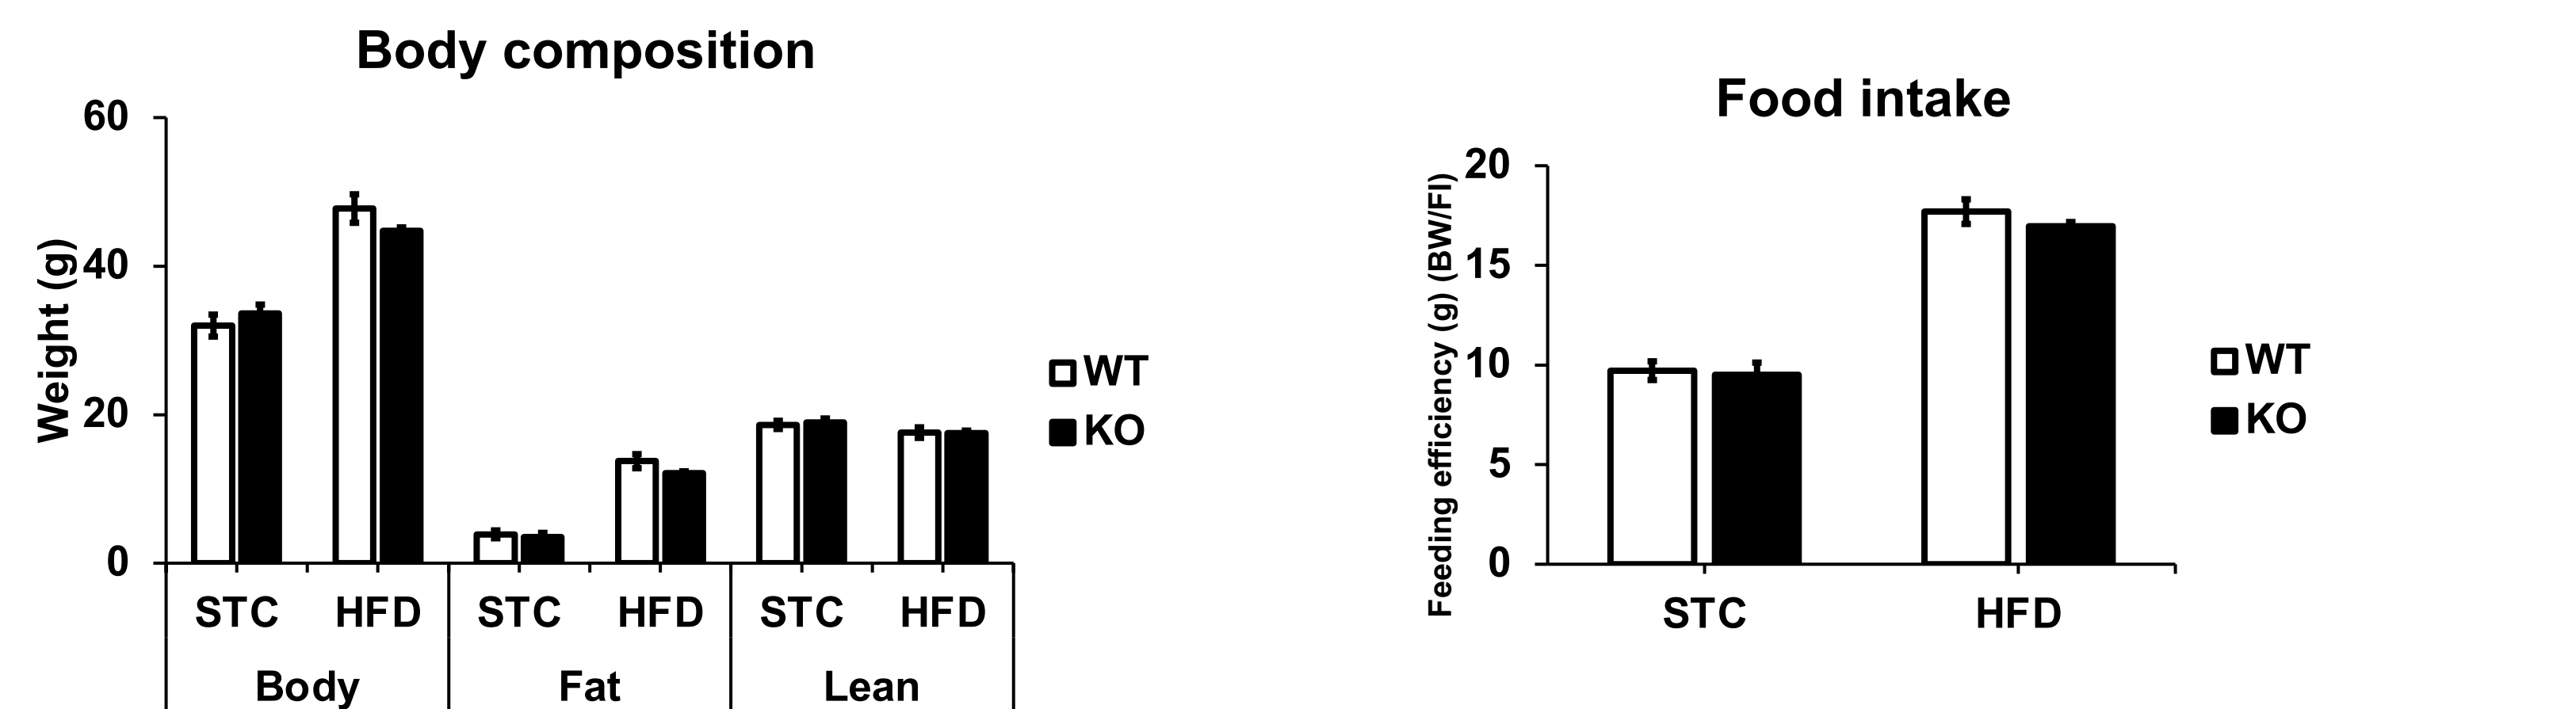 Body composition
Weight (g)
60
40
20
0
STC HFD STC HFD STC HFD
Body Fat Lean
WT
KO
Food intake
Feeding efficiency (g) (BW/FI)
20
15
10
5
0
STC HFD
WT
KO